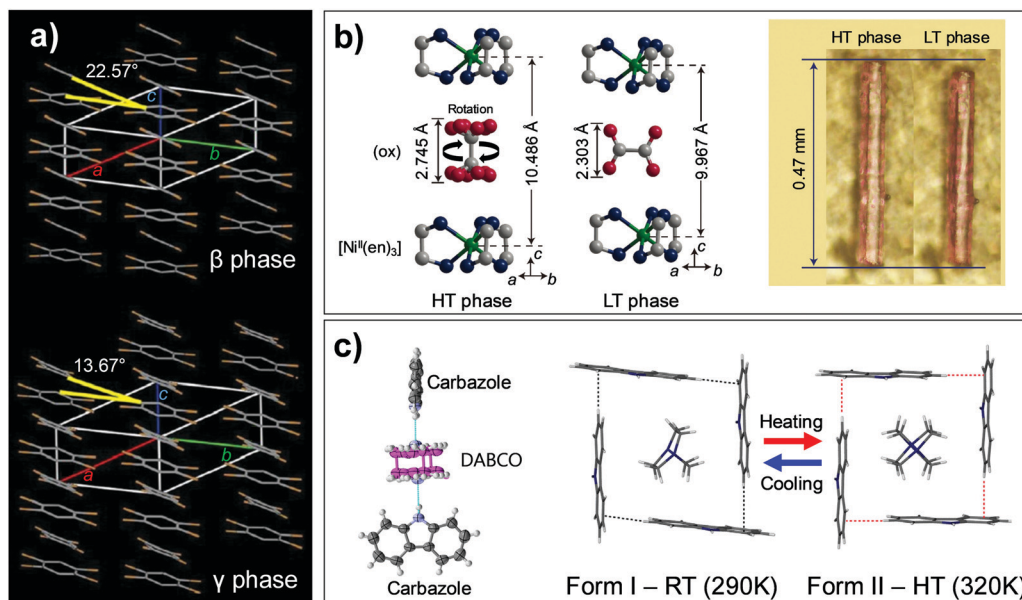 a)
22.57°
c
a
b
β phase
13.67°
c
a
b
γ phase
b)
Rotation
(ox)
2.745 Å
10.486 Å
2.303 Å
9.967 Å
[Niᴵᴵ(en)₃]
c
a
b
c
a
b
HT phase
LT phase
HT phase
LT phase
0.47 mm
c)
Carbazole
DABCO
Carbazole
Heating
Cooling
Form I – RT (290K)
Form II – HT (320K)